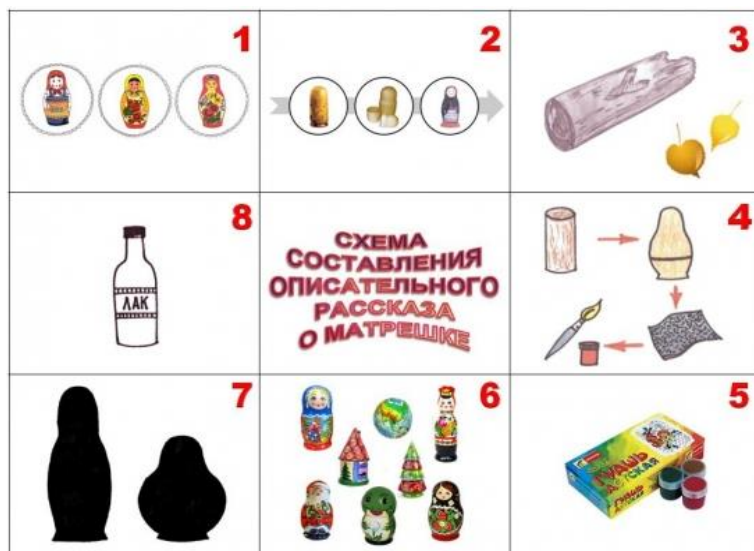 1
2
3
8
ЛАК
СХЕМА
СОСТАВЛЕНИЯ
ОПИСАТЕЛЬНОГО
РАССКАЗА
О МАТРЕШКЕ
4
7
6
5
ГУАШЬ